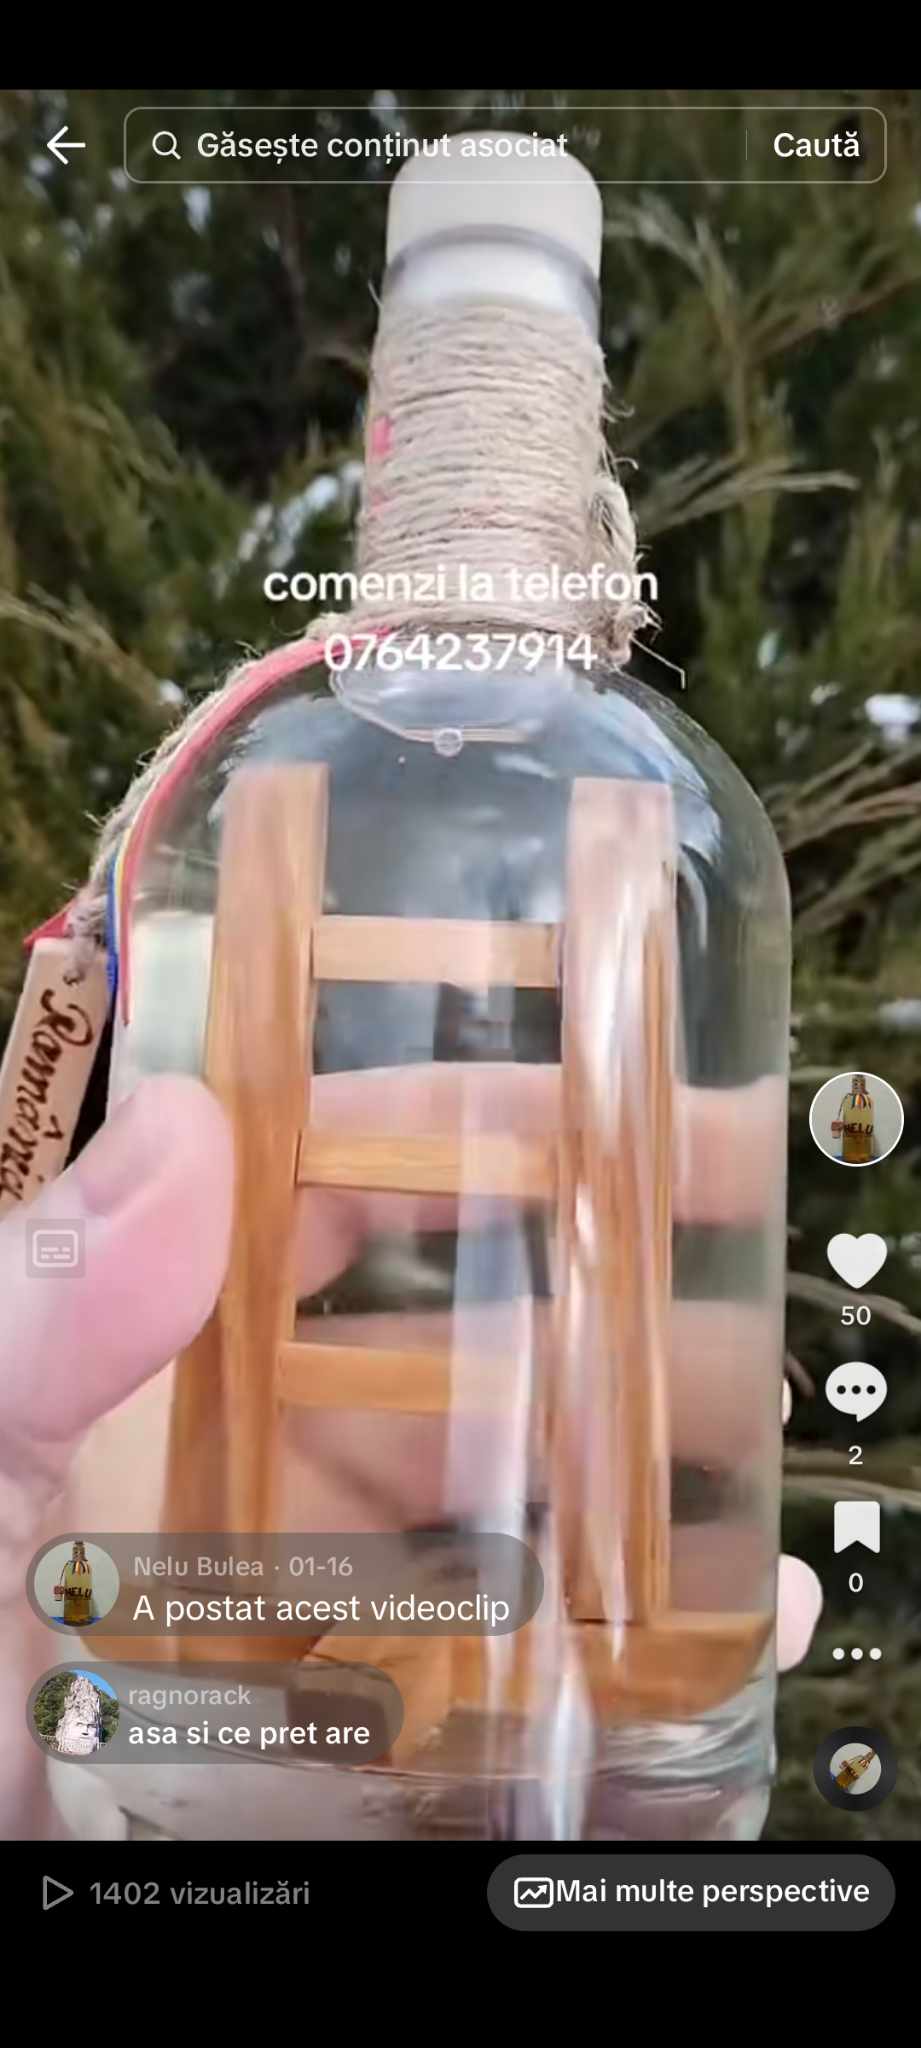 Găsește conținut asociat
Caută
comenzi la telefon
0764237914
România
50
2
0
Nelu Bulea · 01-16
A postat acest videoclip
ragnorack
asa si ce pret are
1402 vizualizări
Mai multe perspective